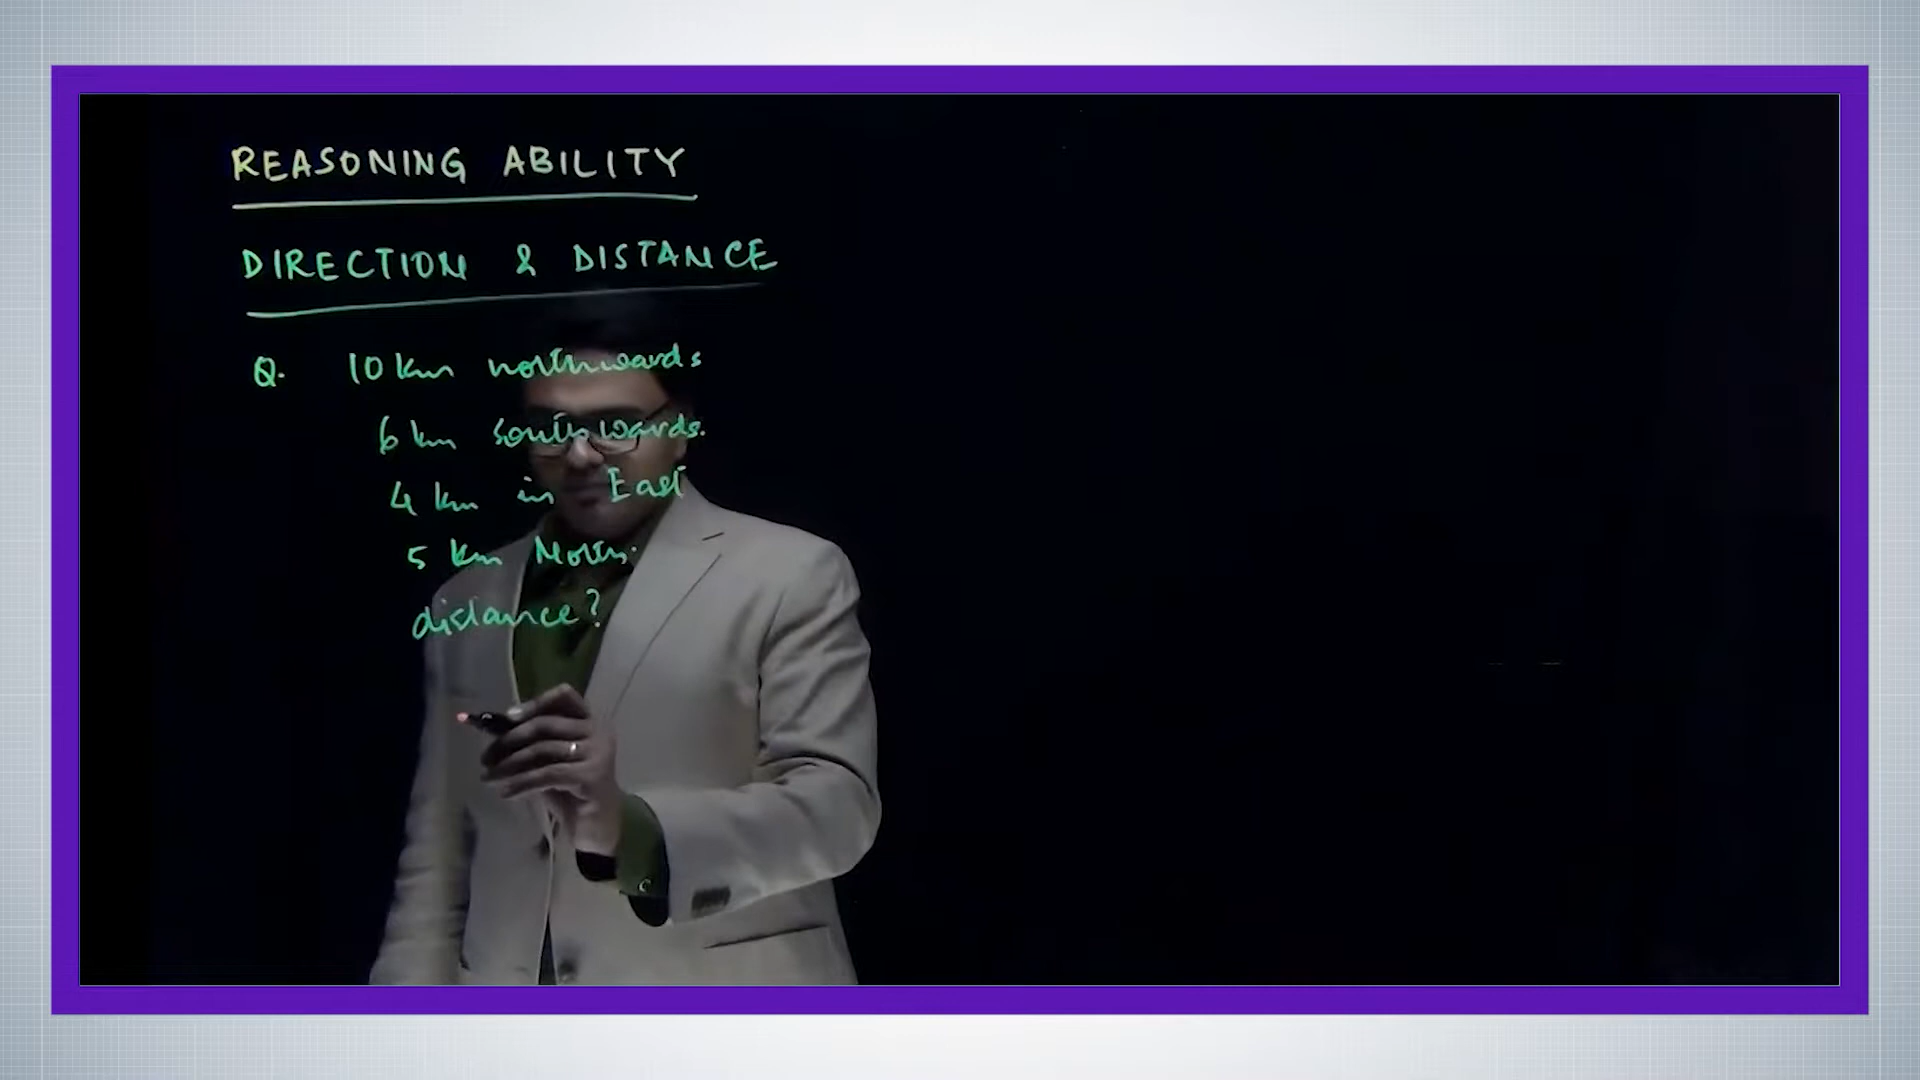 REASONING ABILITY
DIRECTION & DISTANCE
Q. 10 km northwards
6 km southwards.
4 km in East
5 km North.
distance?